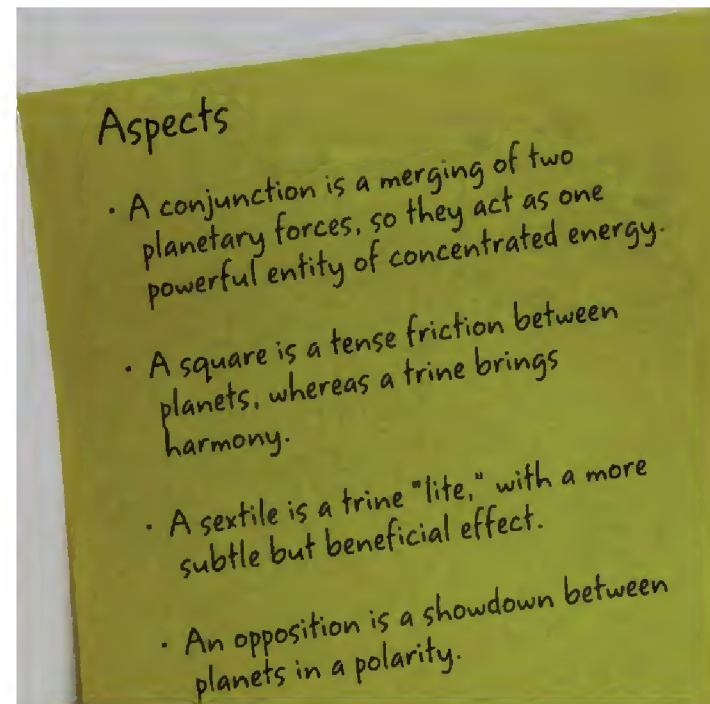 Aspects
· A conjunction is a merging of two
planetary forces, so they act as one
powerful entity of concentrated energy.
· A square is a tense friction between
planets, whereas a trine brings
harmony.
· A sextile is a trine "lite," with a more
subtle but beneficial effect.
· An opposition is a showdown between
planets in a polarity.